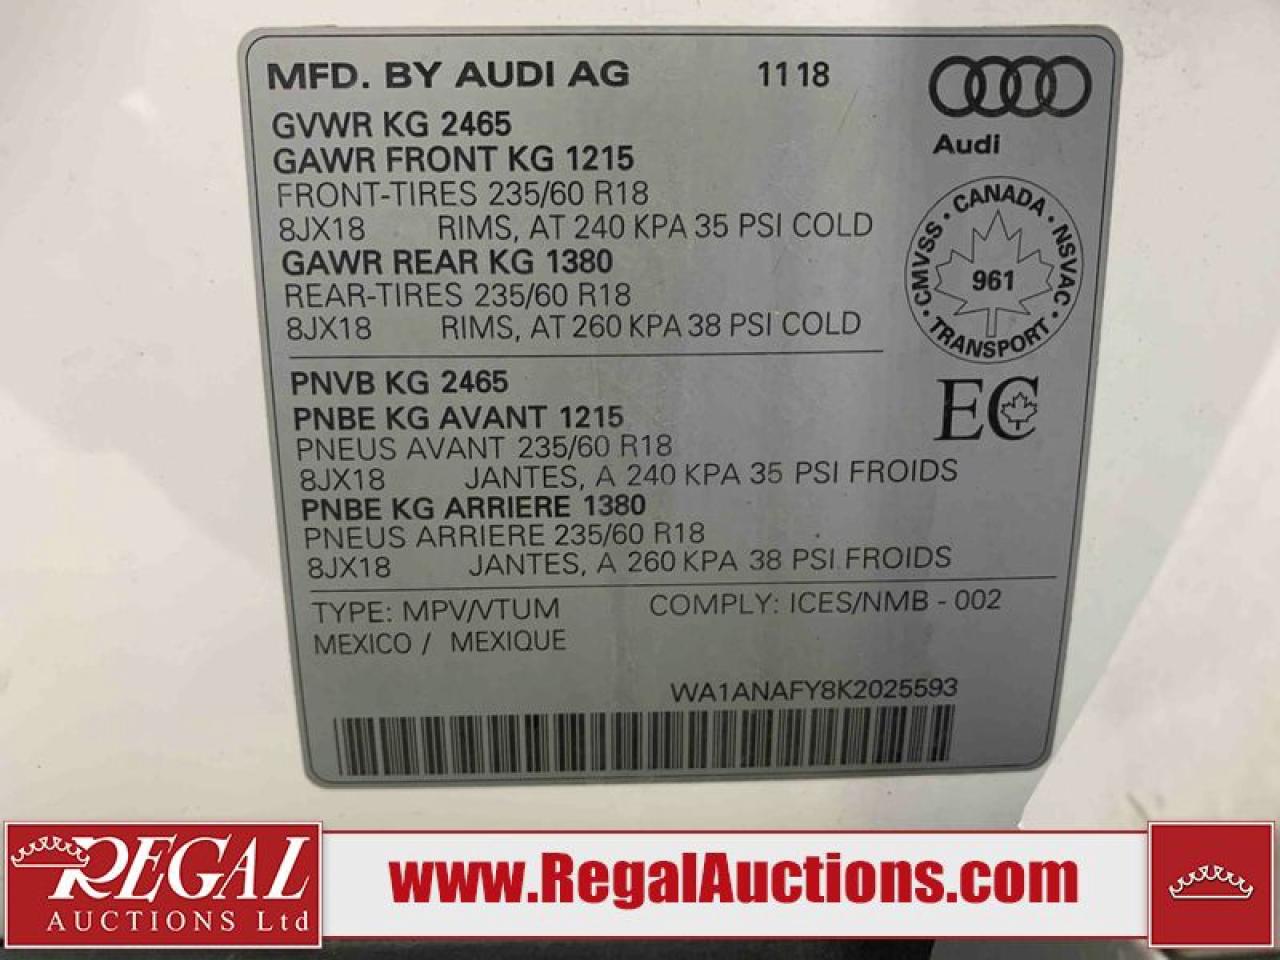 MFD. BY AUDI AG 11 18
Audi
GVWR KG 2465
GAWR FRONT KG 1215
FRONT-TIRES 235/60 R18
8JX18 RIMS, AT 240 KPA 35 PSI COLD
GAWR REAR KG 1380
REAR-TIRES 235/60 R18
8JX18 RIMS, AT 260 KPA 38 PSI COLD
CMVSS · CANADA · NSVAC · TRANSPORT ·
961
PNVB KG 2465
PNBE KG AVANT 1215
PNEUS AVANT 235/60 R18
8JX18 JANTES, A 240 KPA 35 PSI FROIDS
PNBE KG ARRIERE 1380
PNEUS ARRIERE 235/60 R18
8JX18 JANTES, A 260 KPA 38 PSI FROIDS
EC
TYPE: MPV/VTUM COMPLY: ICES/NMB - 002
MEXICO / MEXIQUE
WA1ANAFY8K2025593
REGAL
AUCTIONS Ltd
www.RegalAuctions.com